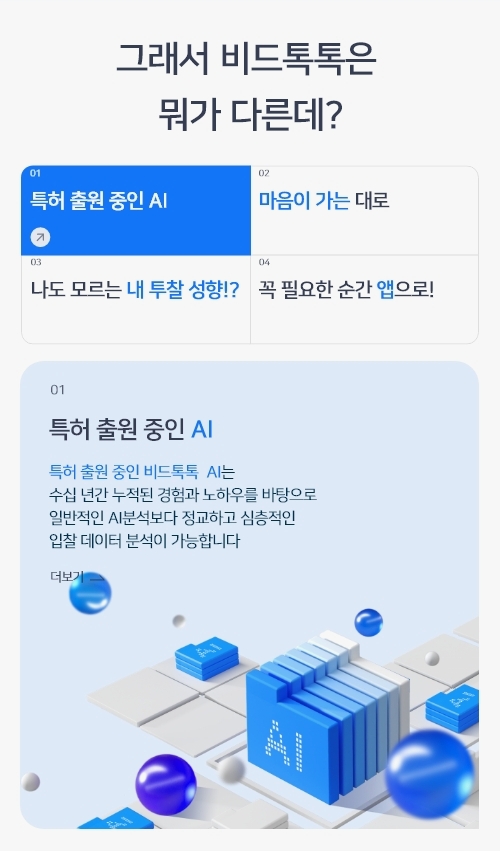 그래서 비드톡톡은
뭐가 다른데?
01
특허 출원 중인 AI
02
마음이 가는 대로
03
나도 모르는 내 투찰 성향!?
04
꼭 필요한 순간 앱으로!
01
특허 출원 중인 AI
특허 출원 중인 비드톡톡 AI는
수십 년간 누적된 경험과 노하우를 바탕으로
일반적인 AI분석보다 정교하고 심층적인
입찰 데이터 분석이 가능합니다
더보기
AI